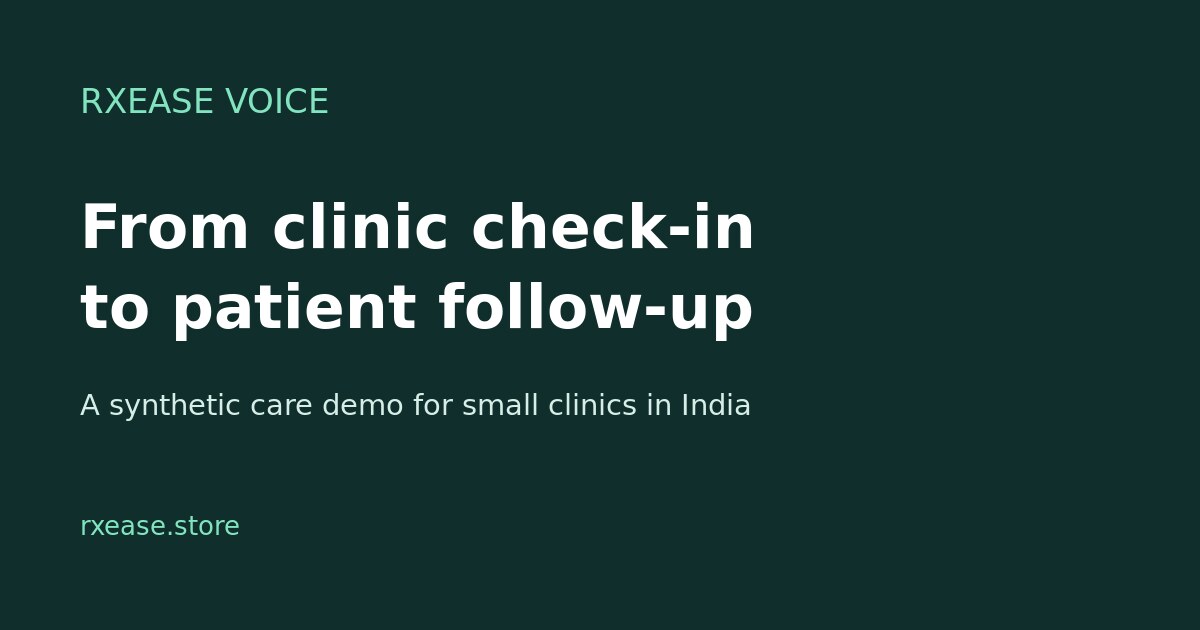 RXEASE VOICE
From clinic check-in
to patient follow-up
A synthetic care demo for small clinics in India
rxease.store